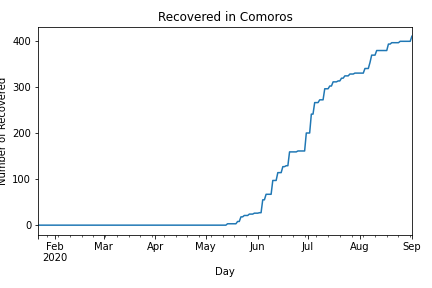 Recovered in Comoros
Number of Recovered
400
300
200
100
0
Feb
2020
Mar
Apr
May
Jun
Jul
Aug
Sep
Day